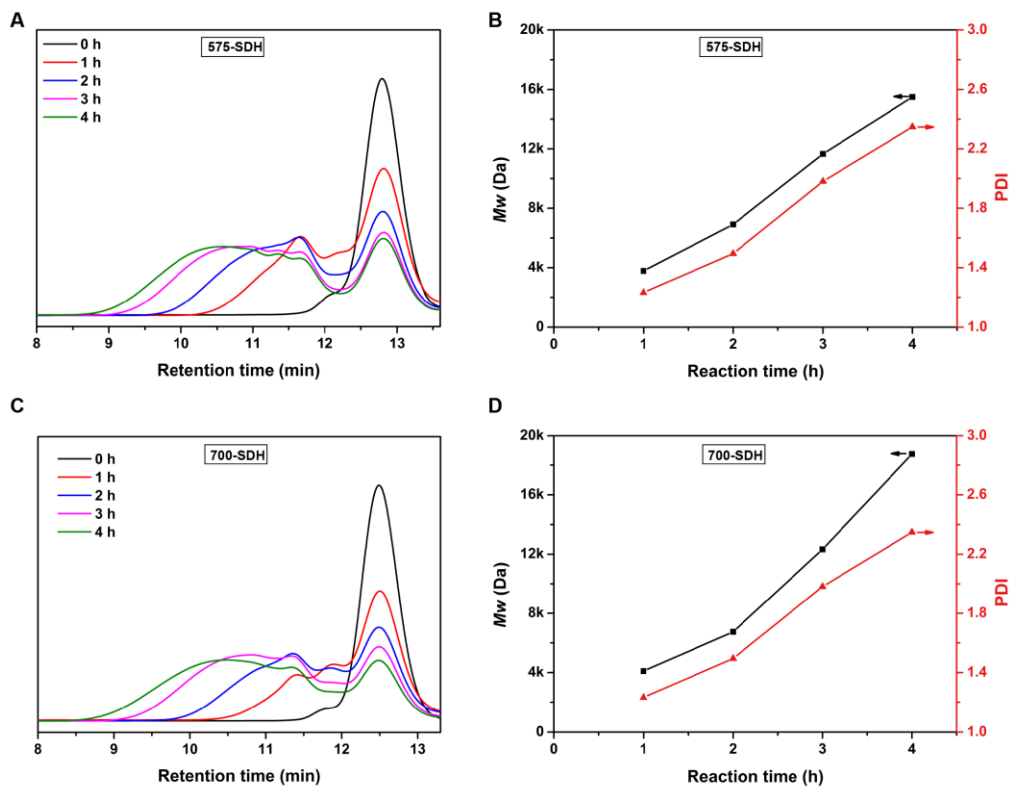 A
575-SDH
0 h
1 h
2 h
3 h
4 h
8 9 10 11 12 13
Retention time (min)
B
575-SDH
20k
16k
12k
8k
4k
0
Mw (Da)
3.0
2.6
2.2
1.8
1.4
1.0
PDI
0 1 2 3 4
Reaction time (h)
C
700-SDH
0 h
1 h
2 h
3 h
4 h
8 9 10 11 12 13
Retention time (min)
D
700-SDH
20k
16k
12k
8k
4k
0
Mw (Da)
3.0
2.6
2.2
1.8
1.4
1.0
PDI
0 1 2 3 4
Reaction time (h)